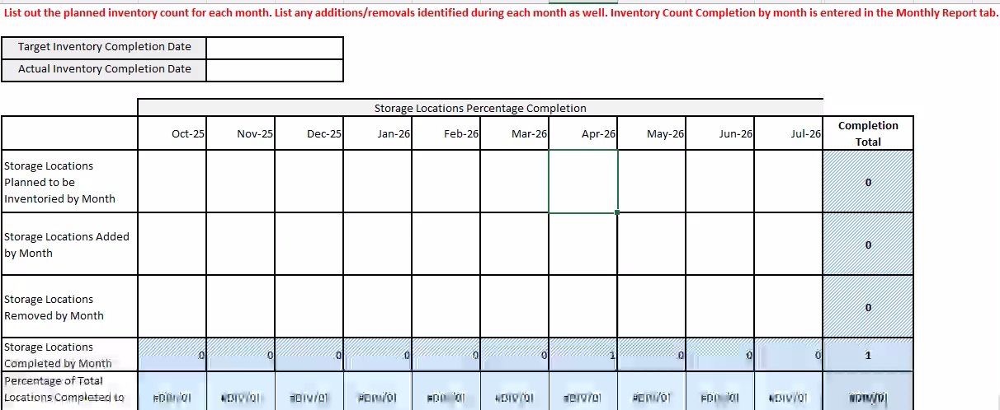 List out the planned inventory count for each month. List any additions/removals identified during each month as well. Inventory Count Completion by month is entered in the Monthly Report tab.
Target Inventory Completion Date
Actual Inventory Completion Date
Storage Locations Percentage Completion
Oct-25 Nov-25 Dec-25 Jan-26 Feb-26 Mar-26 Apr-26 May-26 Jun-26 Jul-26 Completion
Total
Storage Locations
Planned to be
Inventoried by Month
0
Storage Locations Added
by Month
0
Storage Locations
Removed by Month
0
Storage Locations
Completed by Month
0 0 0 0 0 0 1 0 0 0 1
Percentage of Total
Locations Completed to
#DIV/0! #DIV/0! #DIV/0! #DIV/0! #DIV/0! #DIV/0! #DIV/0! #DIV/0! #DIV/0! #DIV/0! #DIV/0!